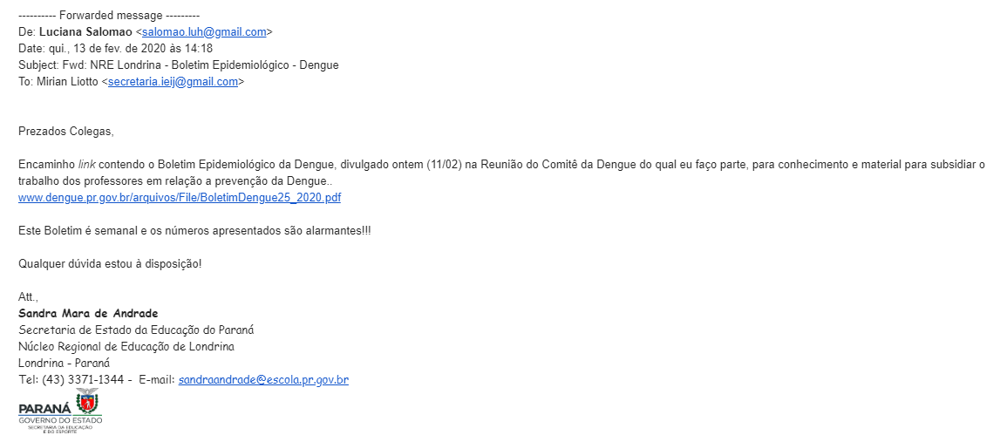 ---------- Forwarded message ---------
De: Luciana Salomao <salomao.luh@gmail.com>
Date: qui., 13 de fev. de 2020 às 14:18
Subject: Fwd: NRE Londrina - Boletim Epidemiológico - Dengue
To: Mirian Liotto <secretaria.ieij@gmail.com>
Prezados Colegas,
Encaminho link contendo o Boletim Epidemiológico da Dengue, divulgado ontem (11/02) na Reunião do Comitê da Dengue do qual eu faço parte, para conhecimento e material para subsidiar o
trabalho dos professores em relação a prevenção da Dengue..
www.dengue.pr.gov.br/arquivos/File/BoletimDengue25_2020.pdf
Este Boletim é semanal e os números apresentados são alarmantes!!!
Qualquer dúvida estou à disposição!
Att.,
Sandra Mara de Andrade
Secretaria de Estado da Educação do Paraná
Núcleo Regional de Educação de Londrina
Londrina - Paraná
Tel: (43) 3371-1344 - E-mail: sandraandrade@escola.pr.gov.br
PARANÁ
GOVERNO DO ESTADO
SECRETARIA DA EDUCAÇÃO
E DO ESPORTE